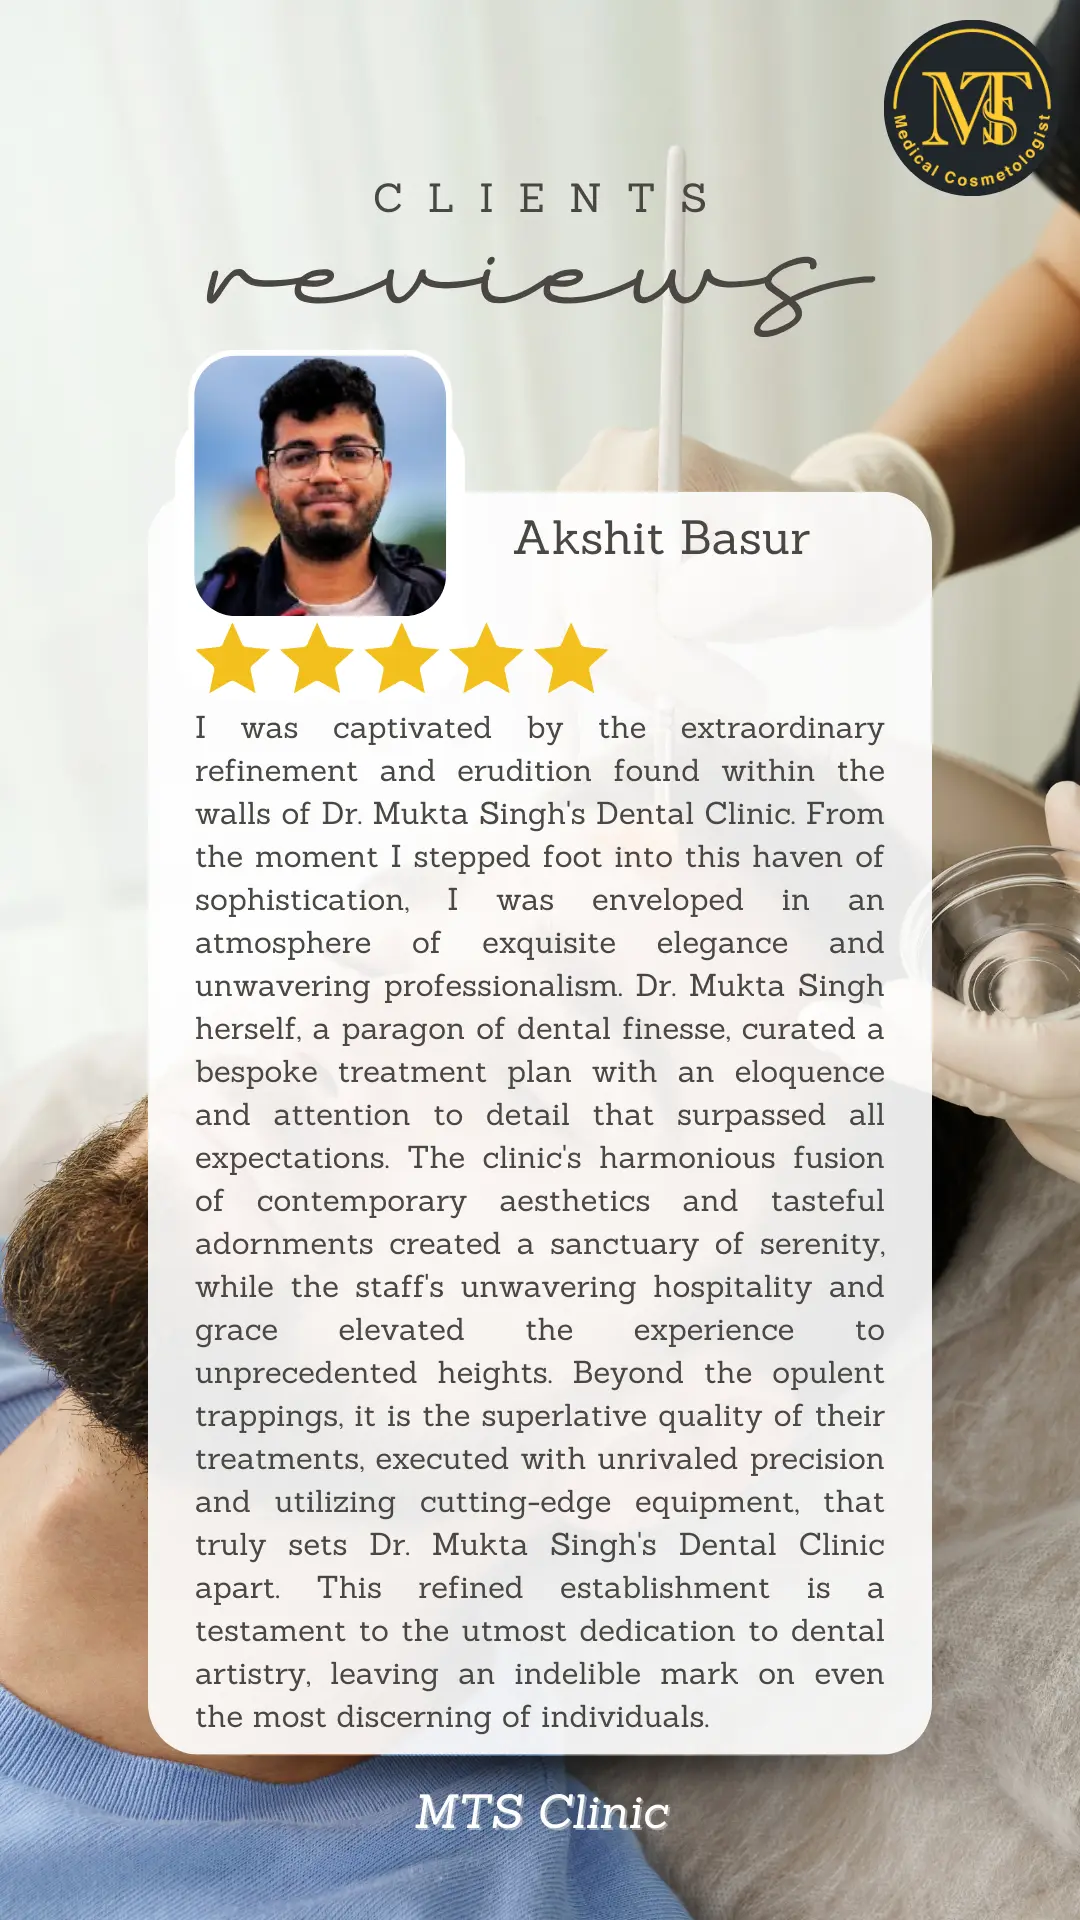 MTS
Medical Cosmetologist
CLIENTS
reviews
Akshit Basur
I was captivated by the extraordinary
refinement and erudition found within the
walls of Dr. Mukta Singh's Dental Clinic. From
the moment I stepped foot into this haven of
sophistication, I was enveloped in an
atmosphere of exquisite elegance and
unwavering professionalism. Dr. Mukta Singh
herself, a paragon of dental finesse, curated a
bespoke treatment plan with an eloquence
and attention to detail that surpassed all
expectations. The clinic's harmonious fusion
of contemporary aesthetics and tasteful
adornments created a sanctuary of serenity,
while the staff's unwavering hospitality and
grace elevated the experience to
unprecedented heights. Beyond the opulent
trappings, it is the superlative quality of their
treatments, executed with unrivaled precision
and utilizing cutting-edge equipment, that
truly sets Dr. Mukta Singh's Dental Clinic
apart. This refined establishment is a
testament to the utmost dedication to dental
artistry, leaving an indelible mark on even
the most discerning of individuals.
MTS Clinic